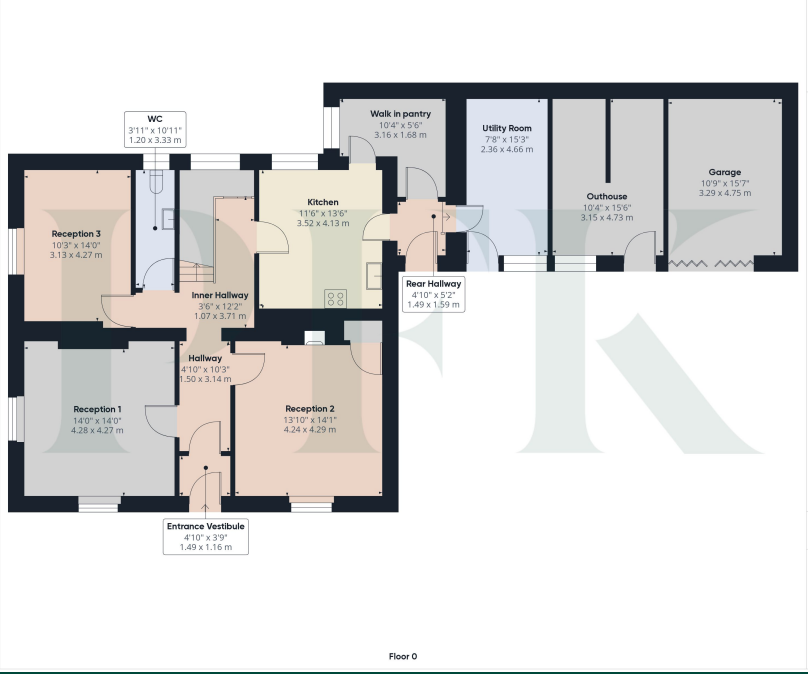 WC
3'11" x 10'11"
1.20 x 3.33 m
Walk in pantry
10'4" x 5'6"
3.16 x 1.68 m
Utility Room
7'8" x 15'3"
2.36 x 4.66 m
Garage
10'9" x 15'7"
3.29 x 4.75 m
Outhouse
10'4" x 15'6"
3.15 x 4.73 m
Kitchen
11'6" x 13'6"
3.52 x 4.13 m
Reception 3
10'3" x 14'0"
3.13 x 4.27 m
Rear Hallway
4'10" x 5'2"
1.49 x 1.59 m
Inner Hallway
3'6" x 12'2"
1.07 x 3.71 m
Hallway
4'10" x 10'3"
1.50 x 3.14 m
Reception 1
14'0" x 14'0"
4.28 x 4.27 m
Reception 2
13'10" x 14'1"
4.24 x 4.29 m
Entrance Vestibule
4'10" x 3'9"
1.49 x 1.16 m
PFK
Floor 0